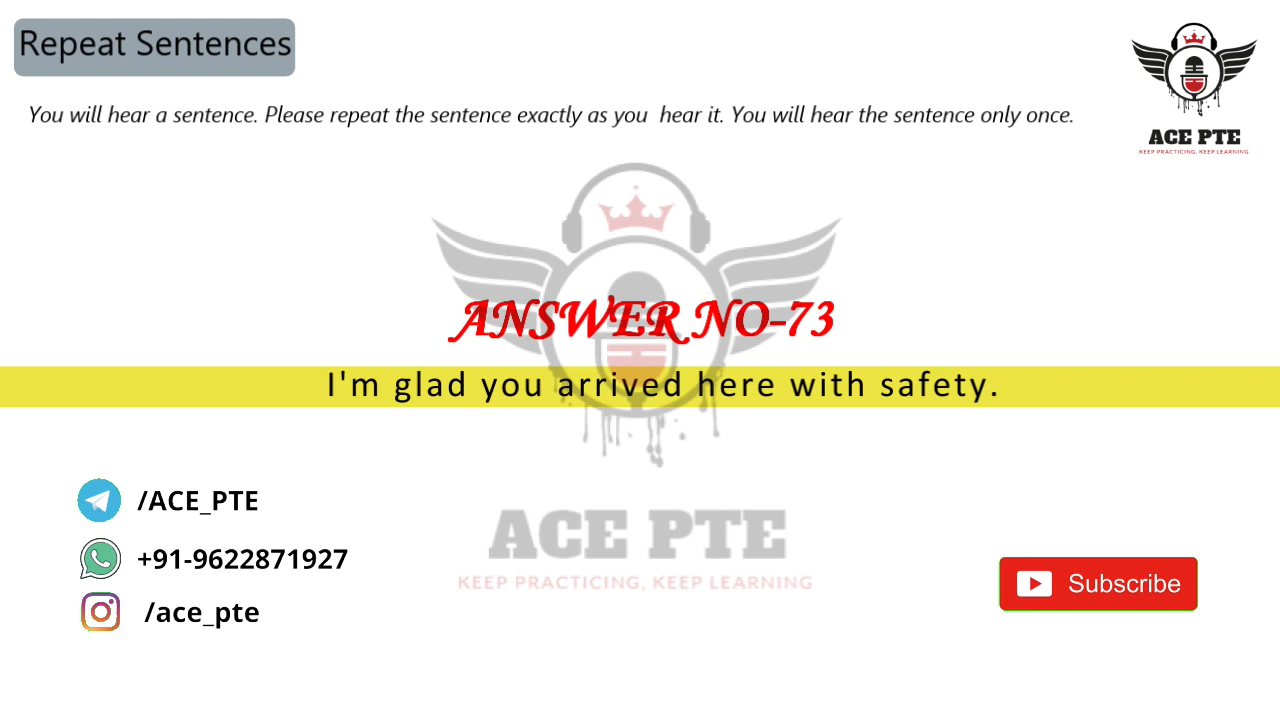 Repeat Sentences
You will hear a sentence. Please repeat the sentence exactly as you hear it. You will hear the sentence only once.
ACE PTE
KEEP PRACTICING, KEEP LEARNING
ANSWER NO-73
I'm glad you arrived here with safety.
/ACE_PTE
+91-9622871927
/ace_pte
ACE PTE
KEEP PRACTICING, KEEP LEARNING
Subscribe